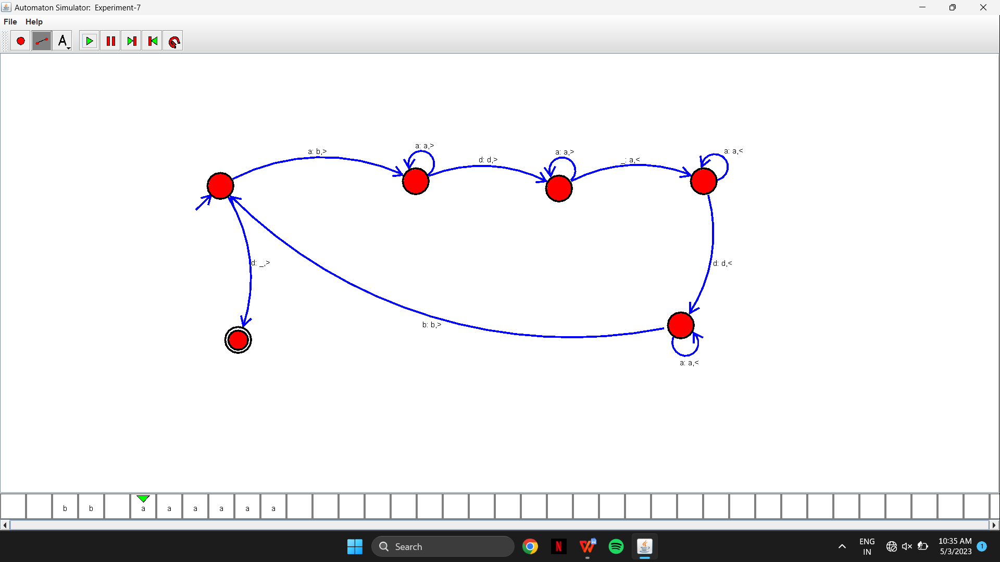 Automaton Simulator: Experiment-7
File Help
A
a: a,>
a: b,>
d: d,>
a: a,>
_: a,<
a: a,<
d: _,>
d: d,<
b: b,>
a: a,<
b b a a a a a a
Search
ENG
IN
10:35 AM
5/3/2023
1